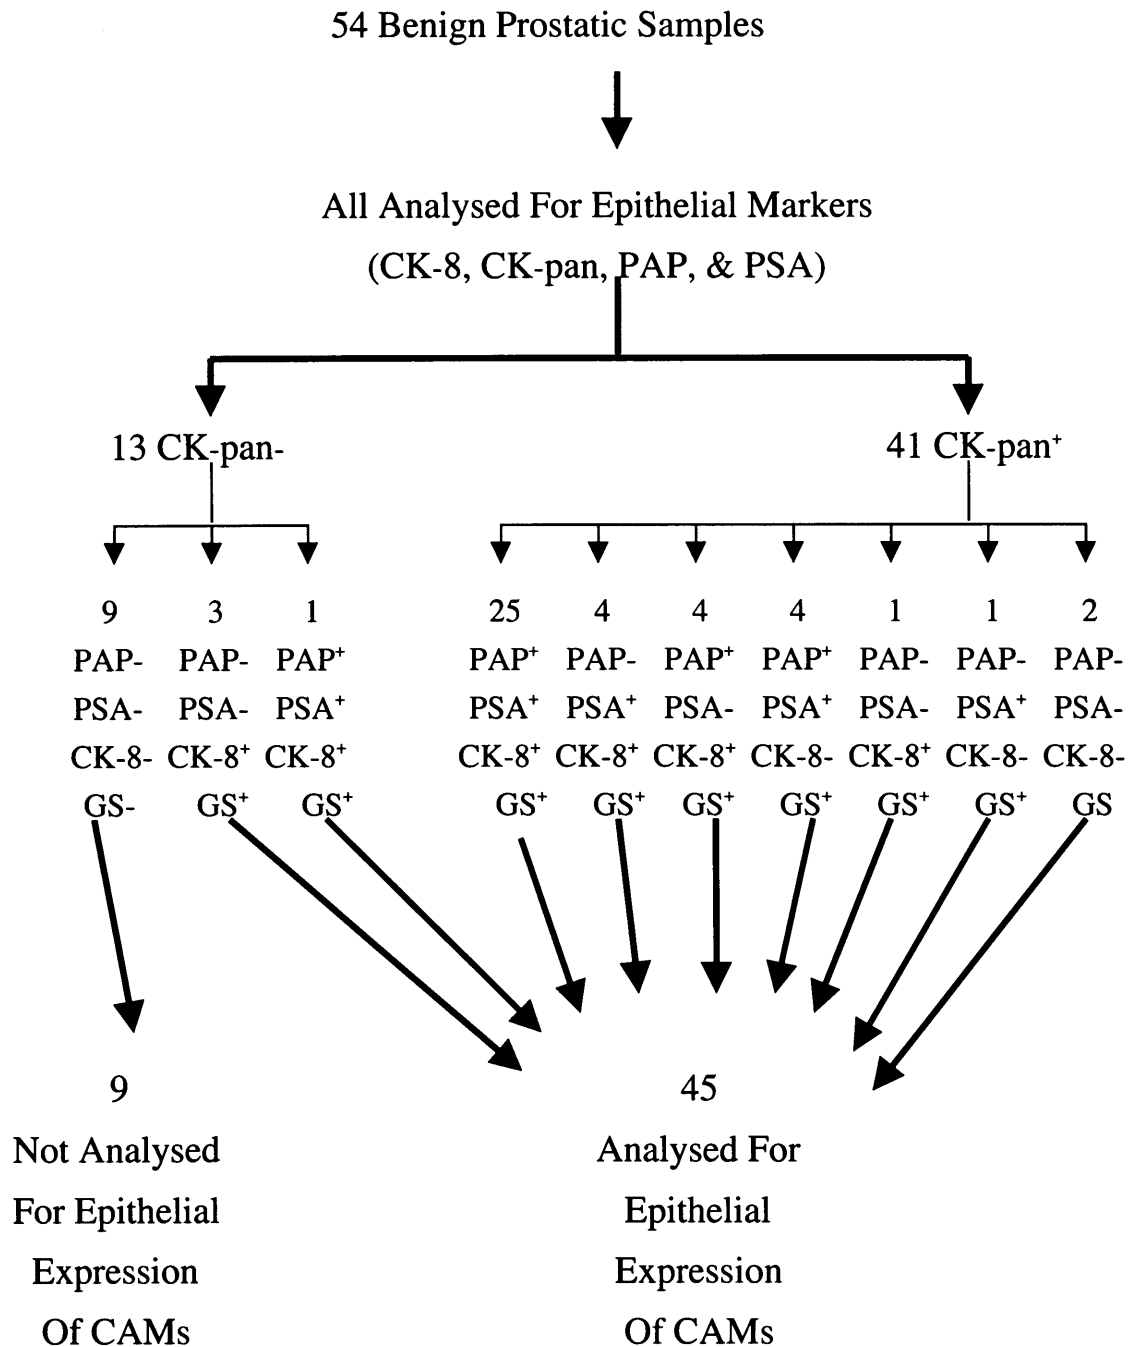 54 Benign Prostatic Samples
All Analysed For Epithelial Markers
(CK-8, CK-pan, PAP, & PSA)
13 CK-pan- 41 CK-pan⁺
9 3 1 25 4 4 4 1 1 2
PAP- PAP- PAP⁺ PAP⁺ PAP- PAP⁺ PAP⁺ PAP- PAP- PAP-
PSA- PSA- PSA⁺ PSA⁺ PSA⁺ PSA- PSA⁺ PSA- PSA⁺ PSA-
CK-8- CK-8⁺ CK-8⁺ CK-8⁺ CK-8⁺ CK-8⁺ CK-8- CK-8⁺ CK-8- CK-8-
GS- GS⁺ GS⁺ GS⁺ GS⁺ GS⁺ GS⁺ GS⁺ GS⁺ GS
9
Not Analysed
For Epithelial
Expression
Of CAMs
45
Analysed For
Epithelial
Expression
Of CAMs